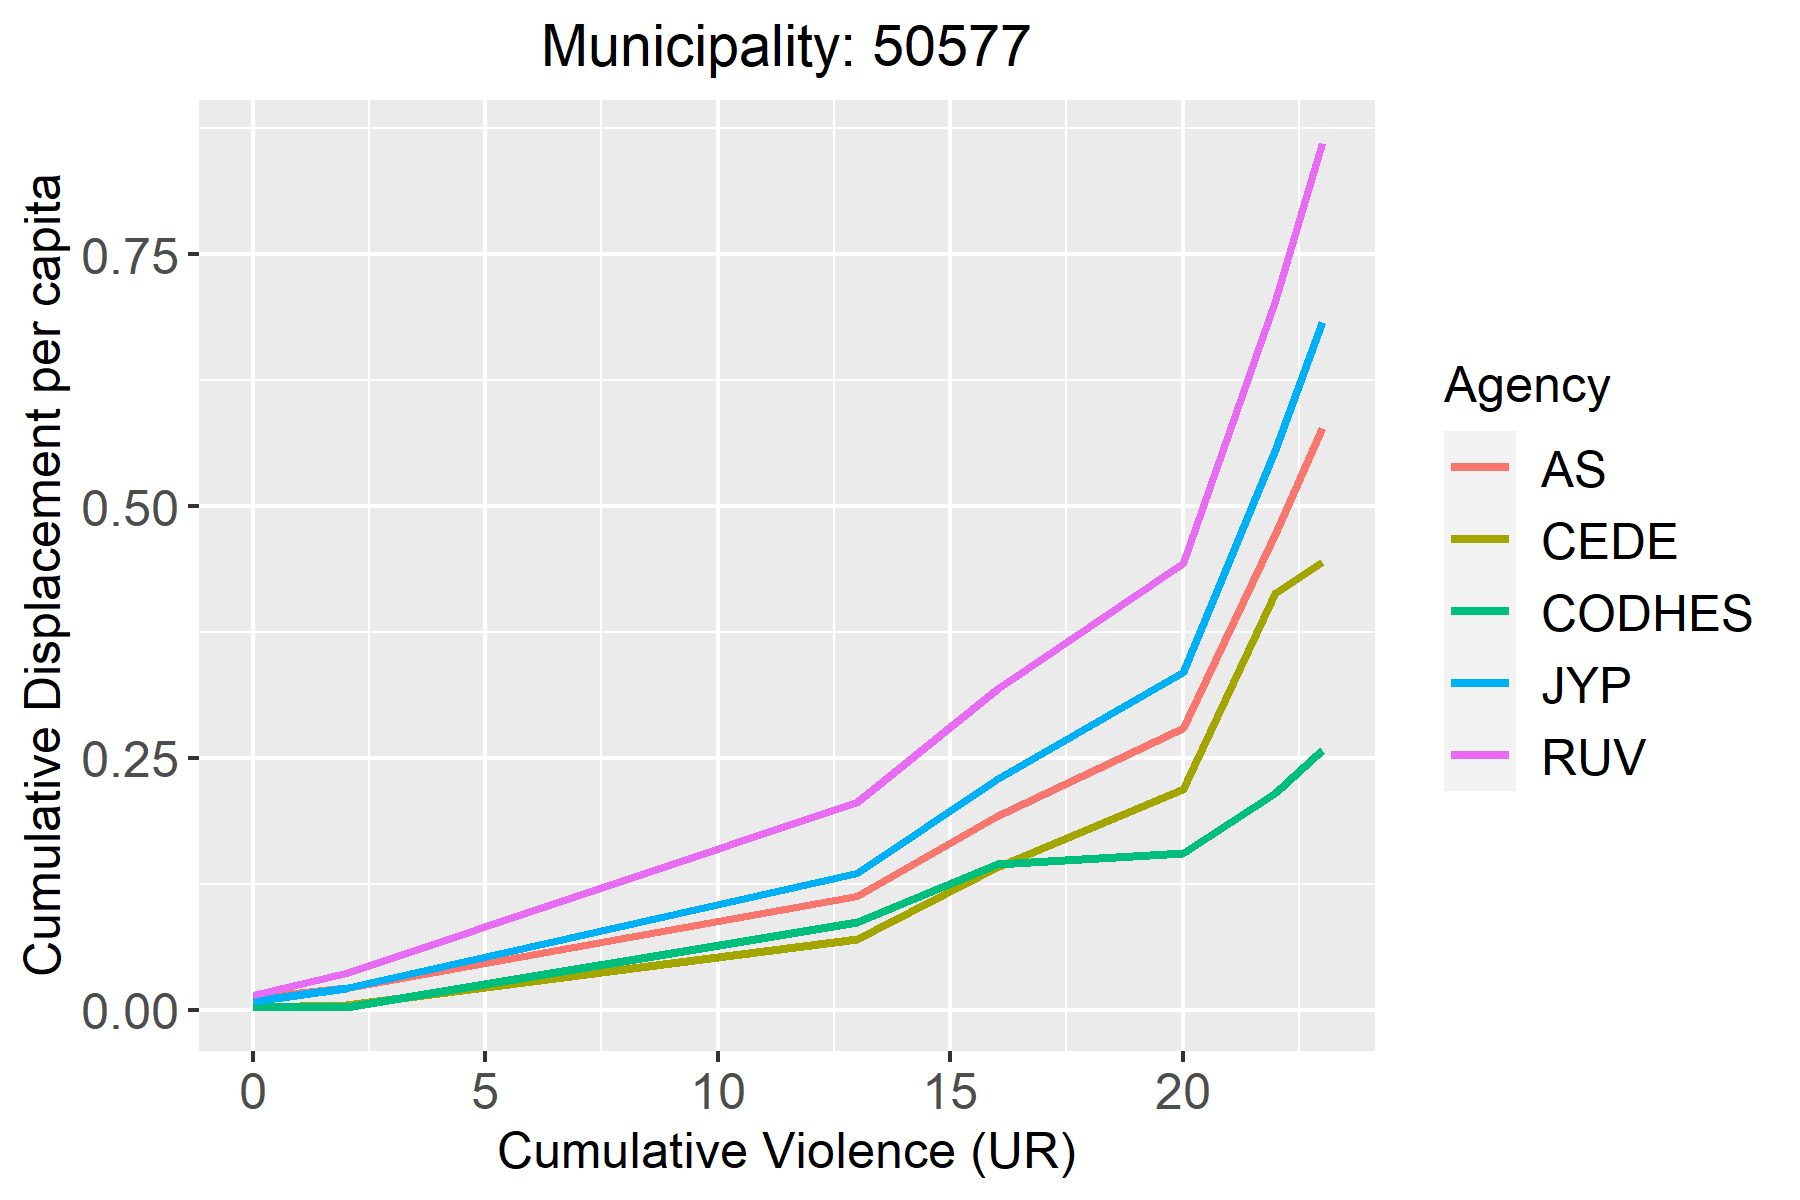 Municipality: 50577
Cumulative Displacement per capita
0.75
0.50
0.25
0.00
0 5 10 15 20
Cumulative Violence (UR)
Agency
AS
CEDE
CODHES
JYP
RUV